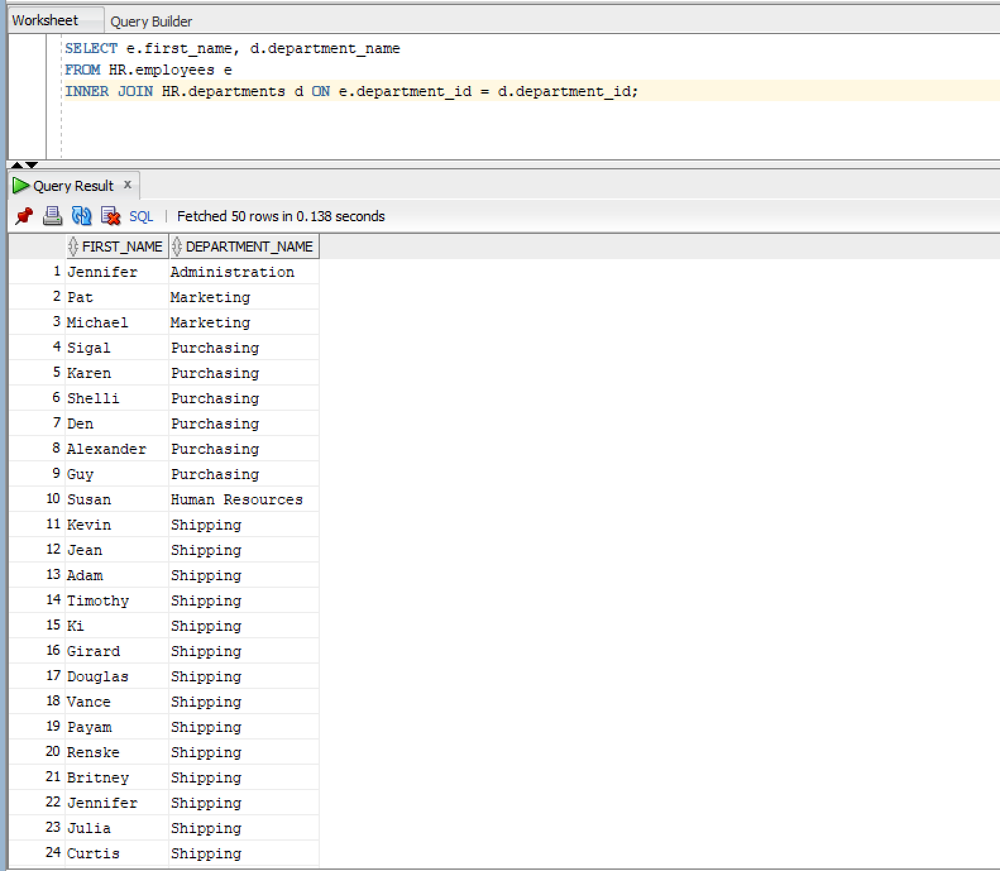 Worksheet Query Builder
SELECT e.first_name, d.department_name
FROM HR.employees e
INNER JOIN HR.departments d ON e.department_id = d.department_id;
Query Result x
SQL | Fetched 50 rows in 0.138 seconds
FIRST_NAME DEPARTMENT_NAME
1 Jennifer Administration
2 Pat Marketing
3 Michael Marketing
4 Sigal Purchasing
5 Karen Purchasing
6 Shelli Purchasing
7 Den Purchasing
8 Alexander Purchasing
9 Guy Purchasing
10 Susan Human Resources
11 Kevin Shipping
12 Jean Shipping
13 Adam Shipping
14 Timothy Shipping
15 Ki Shipping
16 Girard Shipping
17 Douglas Shipping
18 Vance Shipping
19 Payam Shipping
20 Renske Shipping
21 Britney Shipping
22 Jennifer Shipping
23 Julia Shipping
24 Curtis Shipping